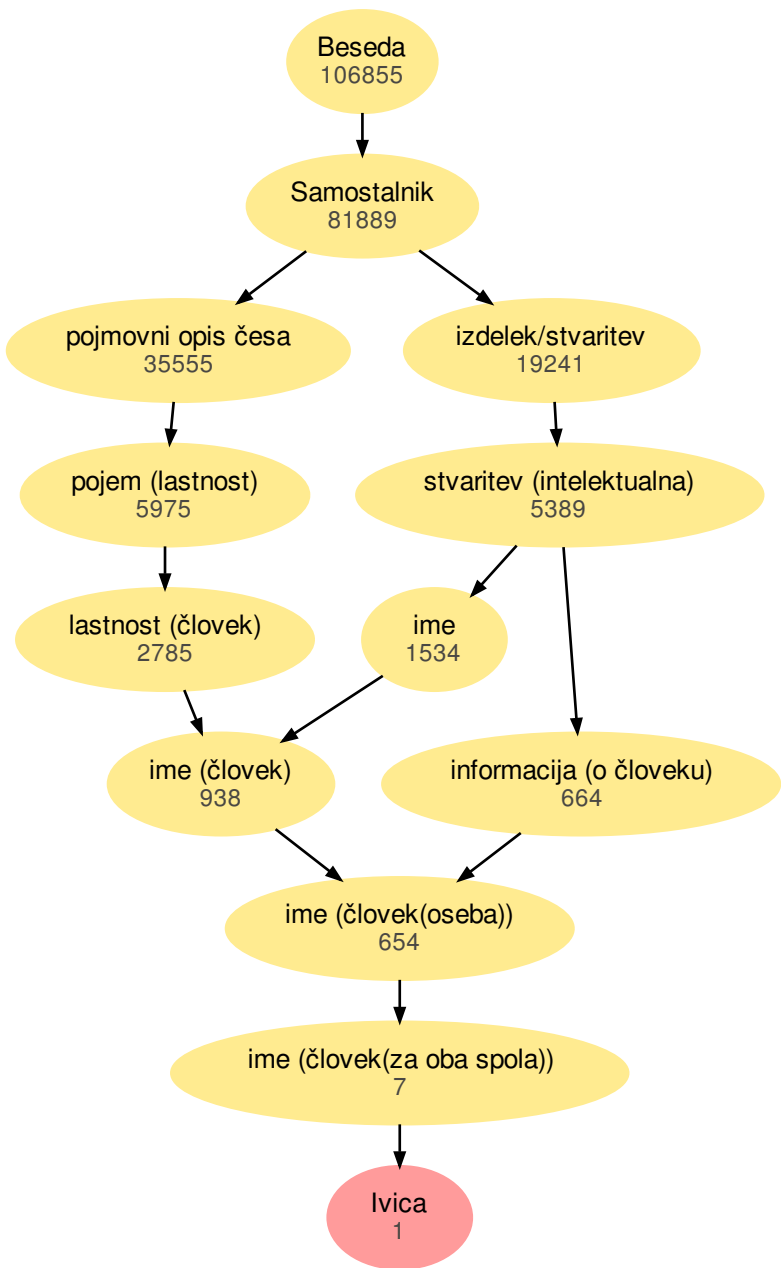 Beseda
106855
Samostalnik
81889
pojmovni opis česa
35555
izdelek/stvaritev
19241
pojem (lastnost)
5975
stvaritev (intelektualna)
5389
lastnost (človek)
2785
ime
1534
ime (človek)
938
informacija (o človeku)
664
ime (človek(oseba))
654
ime (človek(za oba spola))
7
Ivica
1